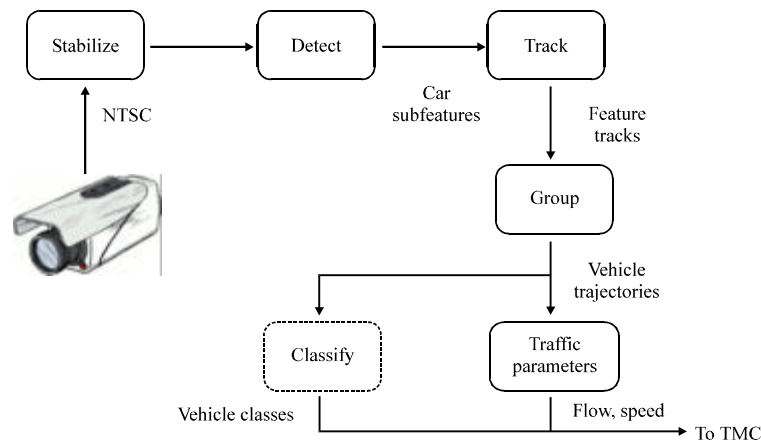 Stabilize
Detect
Track
NTSC
Car
subfeatures
Feature
tracks
Group
Vehicle
trajectories
Classify
Traffic
parameters
Vehicle classes
Flow, speed
To TMC